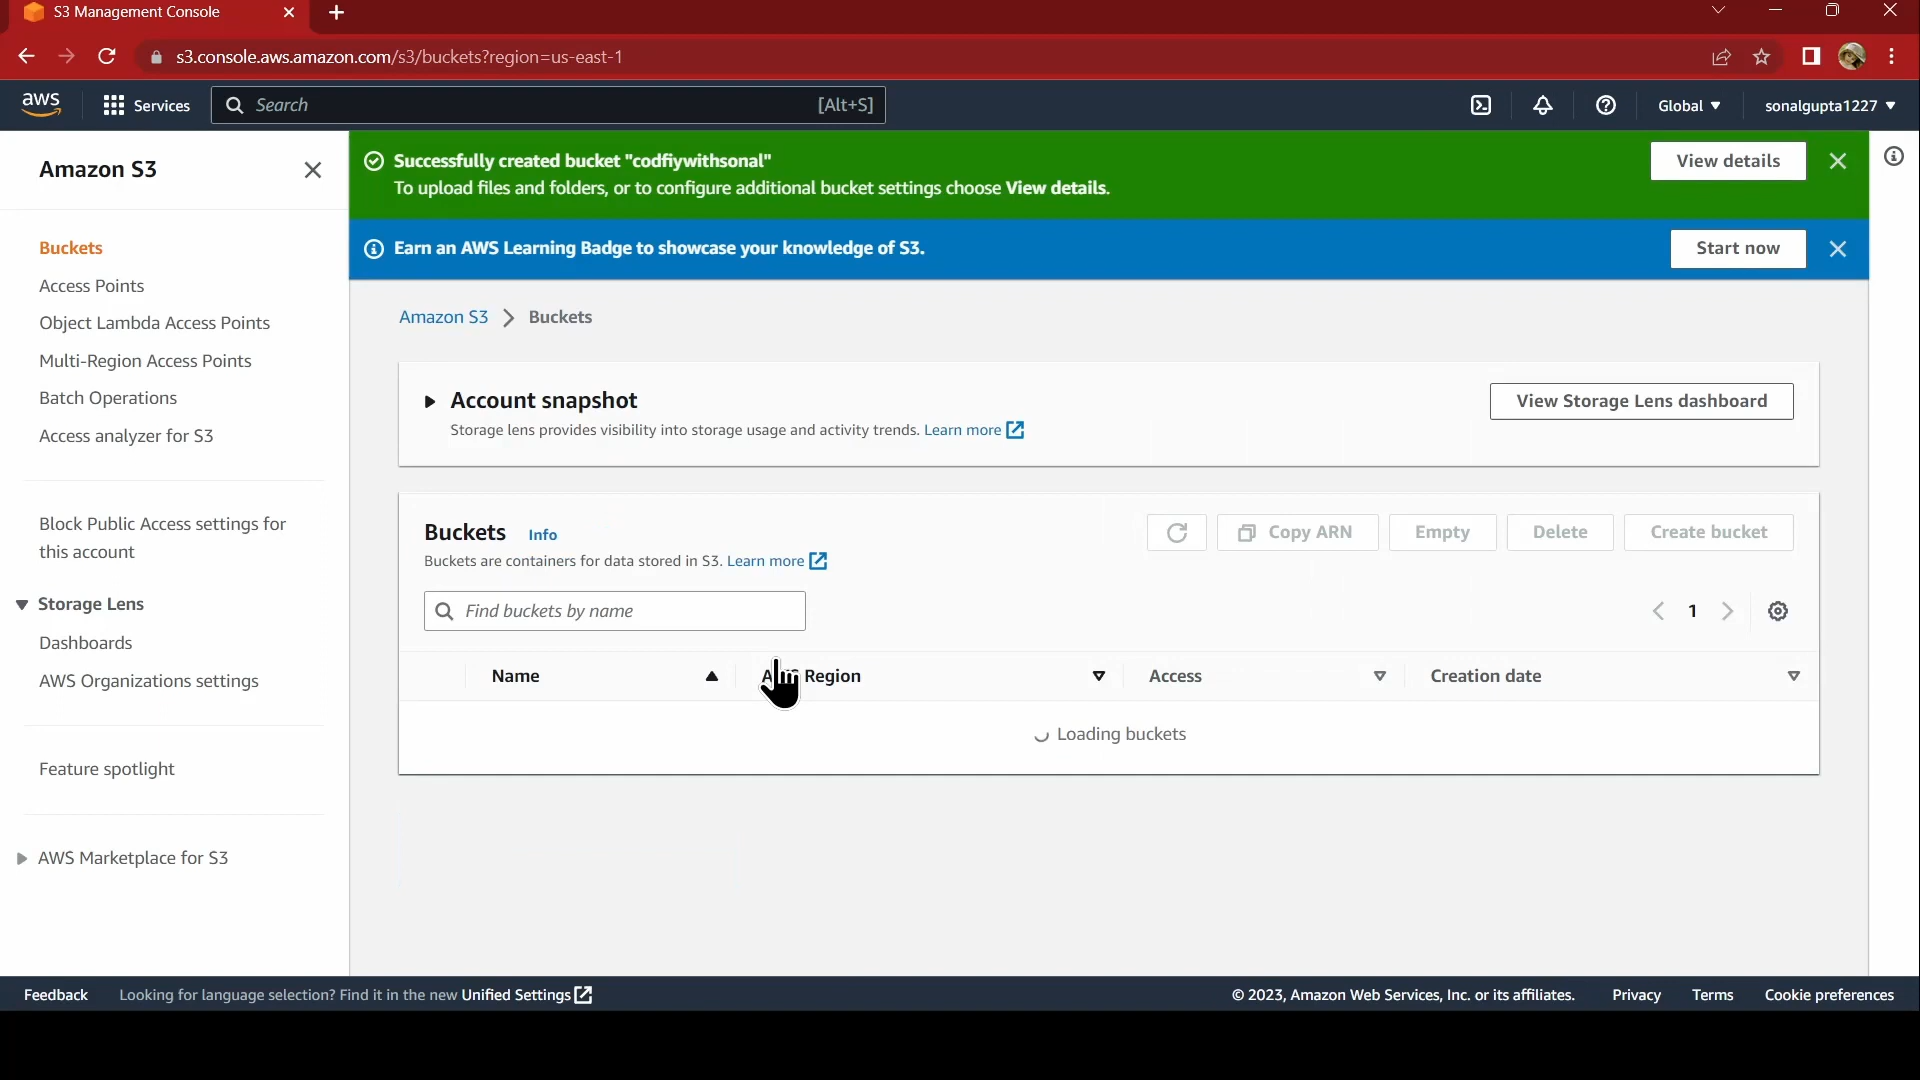 S3 Management Console
s3.console.aws.amazon.com/s3/buckets?region=us-east-1
aws Services Search [Alt+S] Global sonalgupta1227
Amazon S3
Buckets
Access Points
Object Lambda Access Points
Multi-Region Access Points
Batch Operations
Access analyzer for S3
Block Public Access settings for
this account
Storage Lens
Dashboards
AWS Organizations settings
Feature spotlight
AWS Marketplace for S3
Successfully created bucket "codfiywithsonal"
To upload files and folders, or to configure additional bucket settings choose View details.
View details
Earn an AWS Learning Badge to showcase your knowledge of S3.
Start now
Amazon S3 Buckets
Account snapshot
Storage lens provides visibility into storage usage and activity trends. Learn more
View Storage Lens dashboard
Buckets Info
Buckets are containers for data stored in S3. Learn more
Copy ARN Empty Delete Create bucket
Find buckets by name
1
Name Region Access Creation date
Loading buckets
Feedback Looking for language selection? Find it in the new Unified Settings © 2023, Amazon Web Services, Inc. or its affiliates. Privacy Terms Cookie preferences